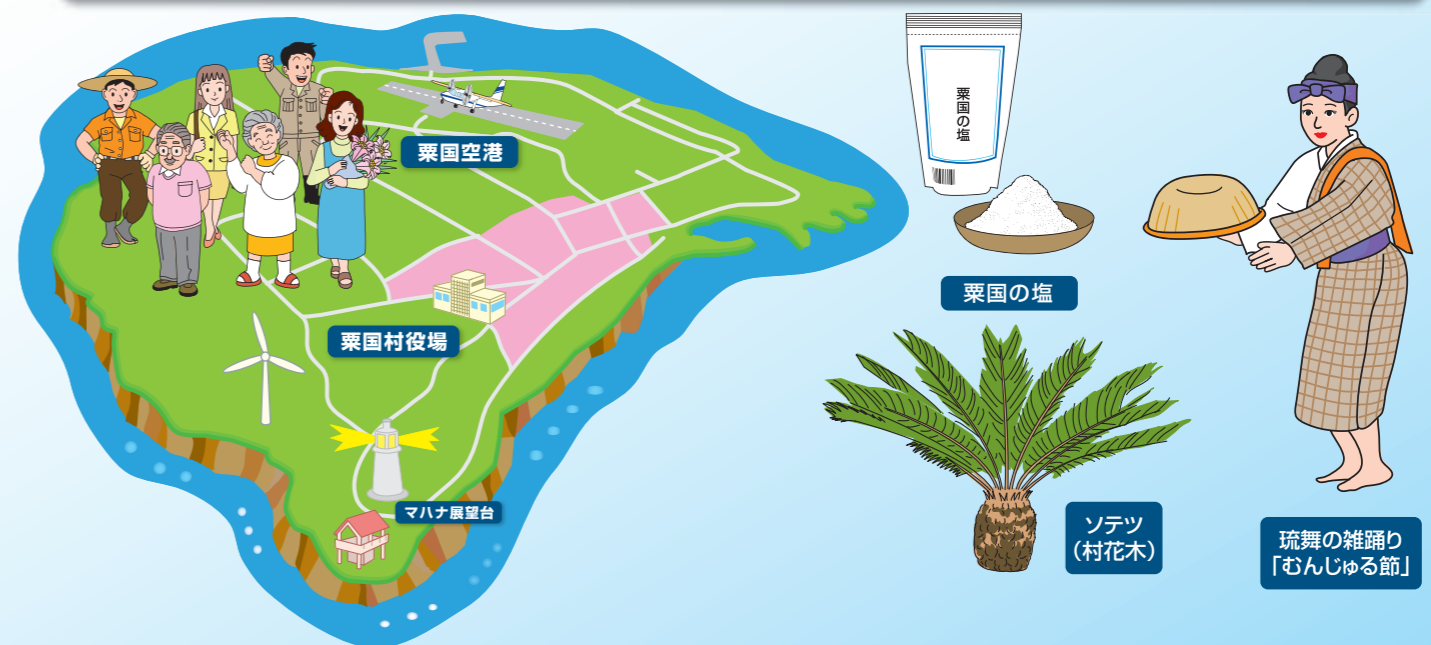 粟国空港
粟国村役場
マハナ展望台
粟国の塩
粟国の塩
ソテツ
（村花木）
琉舞の雑踊り
「むんじゅる節」